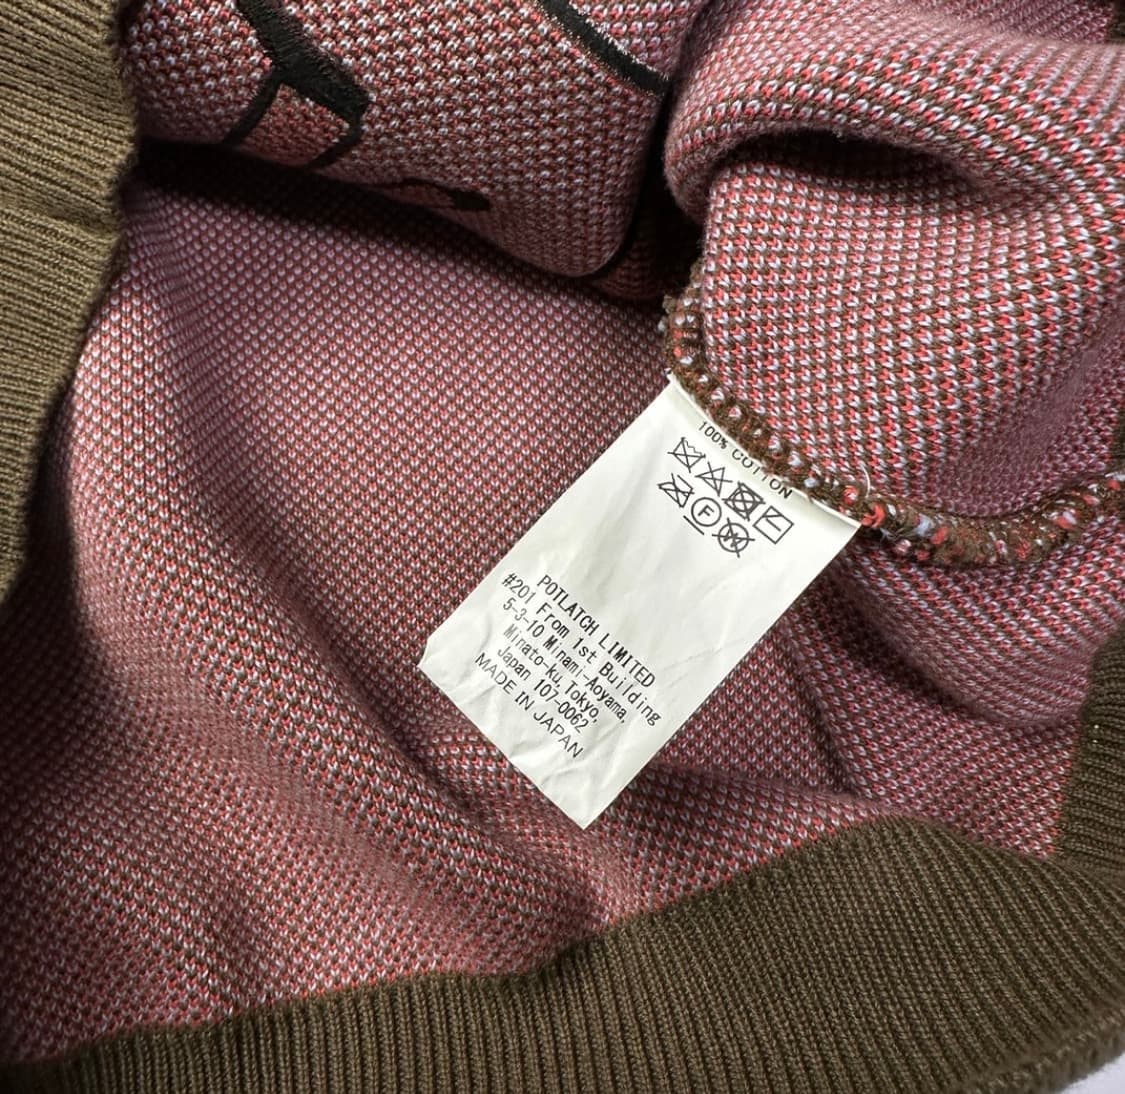 100% COTTON
F
W
POTLATCH LIMITED
#201 From 1st Building
5-3-10 Minami-Aoyama,
Minato-ku, Tokyo,
Japan 107-0062
MADE IN JAPAN